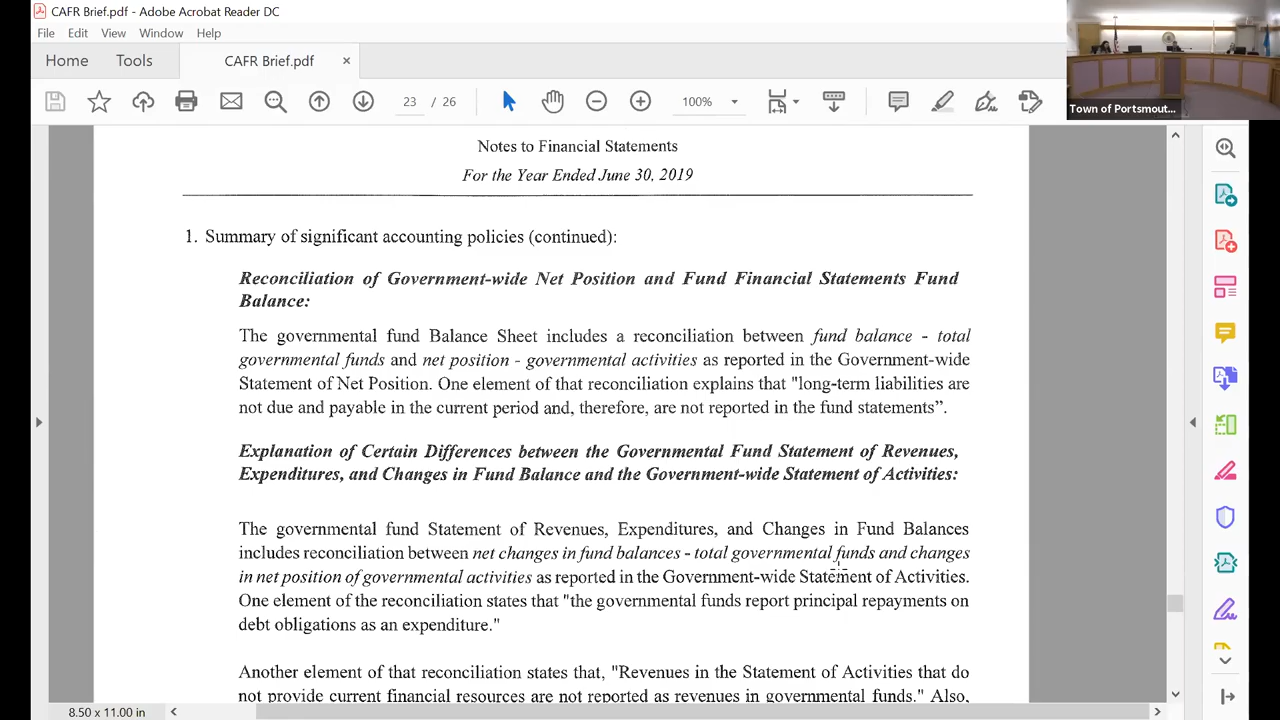 CAFR Brief.pdf - Adobe Acrobat Reader DC
File Edit View Window Help
Home Tools CAFR Brief.pdf ×
23 / 26 100%
Town of Portsmout...
Notes to Financial Statements
For the Year Ended June 30, 2019
1. Summary of significant accounting policies (continued):
Reconciliation of Government-wide Net Position and Fund Financial Statements Fund
Balance:
The governmental fund Balance Sheet includes a reconciliation between fund balance - total
governmental funds and net position - governmental activities as reported in the Government-wide
Statement of Net Position. One element of that reconciliation explains that "long-term liabilities are
not due and payable in the current period and, therefore, are not reported in the fund statements”.
Explanation of Certain Differences between the Governmental Fund Statement of Revenues,
Expenditures, and Changes in Fund Balance and the Government-wide Statement of Activities:
The governmental fund Statement of Revenues, Expenditures, and Changes in Fund Balances
includes reconciliation between net changes in fund balances - total governmental funds and changes
in net position of governmental activities as reported in the Government-wide Statement of Activities.
One element of the reconciliation states that "the governmental funds report principal repayments on
debt obligations as an expenditure."
Another element of that reconciliation states that, "Revenues in the Statement of Activities that do
not provide current financial resources are not reported as revenues in governmental funds." Also,
8.50 x 11.00 in